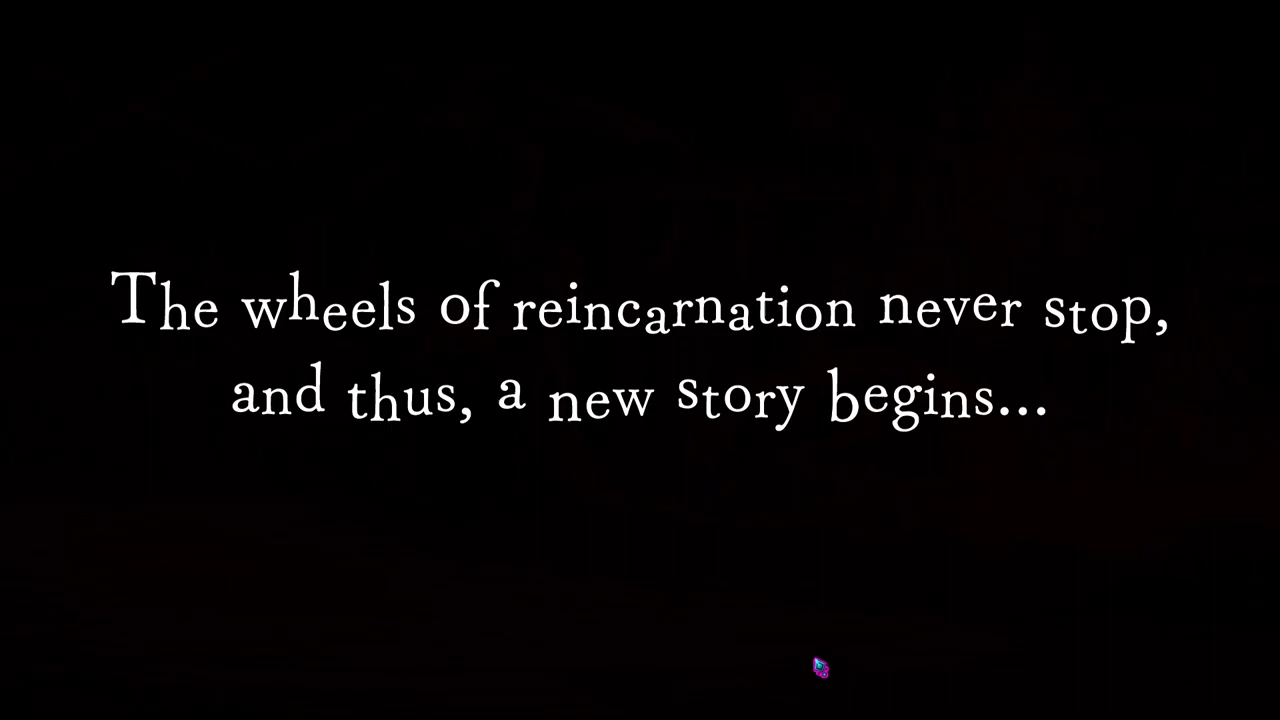 The wheels of reincarnation never stop,
and thus, a new story begins...